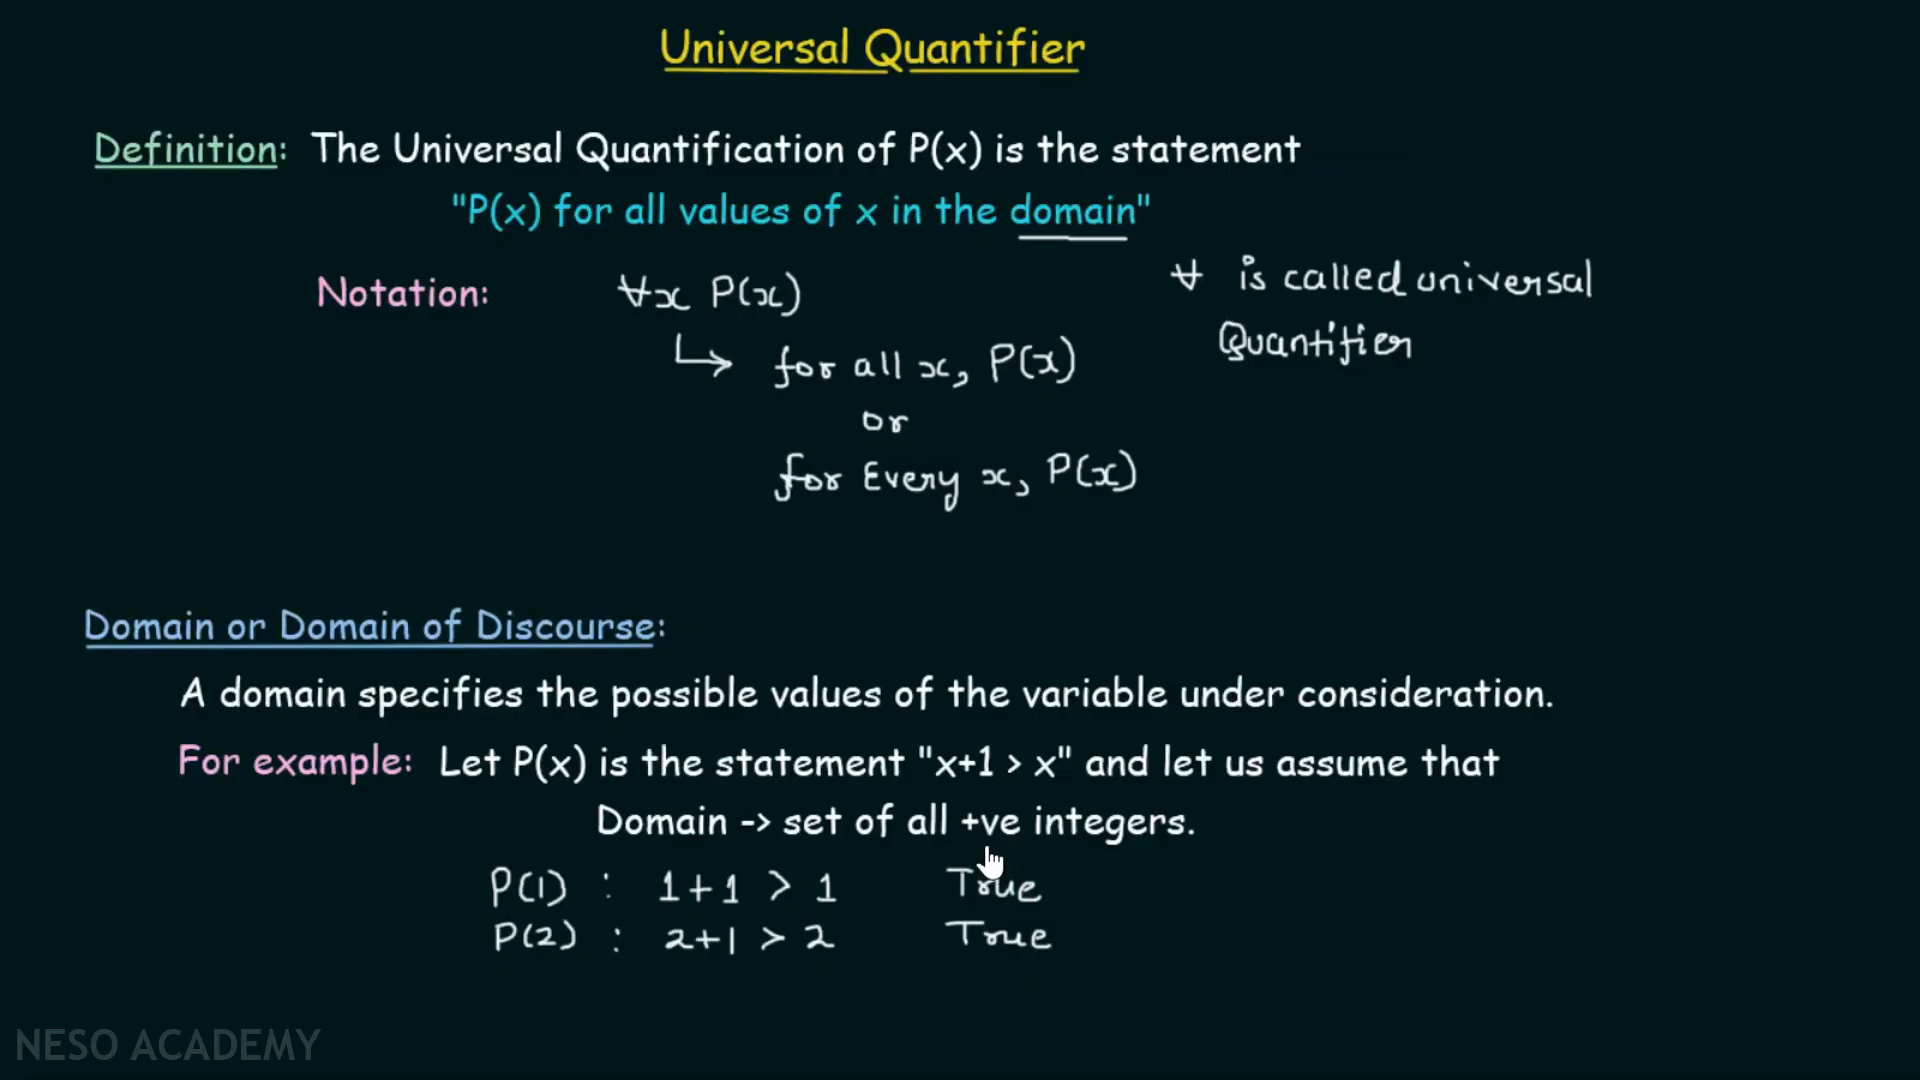 Universal Quantifier
Definition: The Universal Quantification of P(x) is the statement
"P(x) for all values of x in the domain"
Notation: ∀x P(x)
∀ is called universal
Quantifier
↳ for all x, P(x)
or
for Every x, P(x)
Domain or Domain of Discourse:
A domain specifies the possible values of the variable under consideration.
For example: Let P(x) is the statement "x+1 > x" and let us assume that
Domain -> set of all +ve integers.
P(1) : 1+1 > 1 True
P(2) : 2+1 > 2 True
NESO ACADEMY